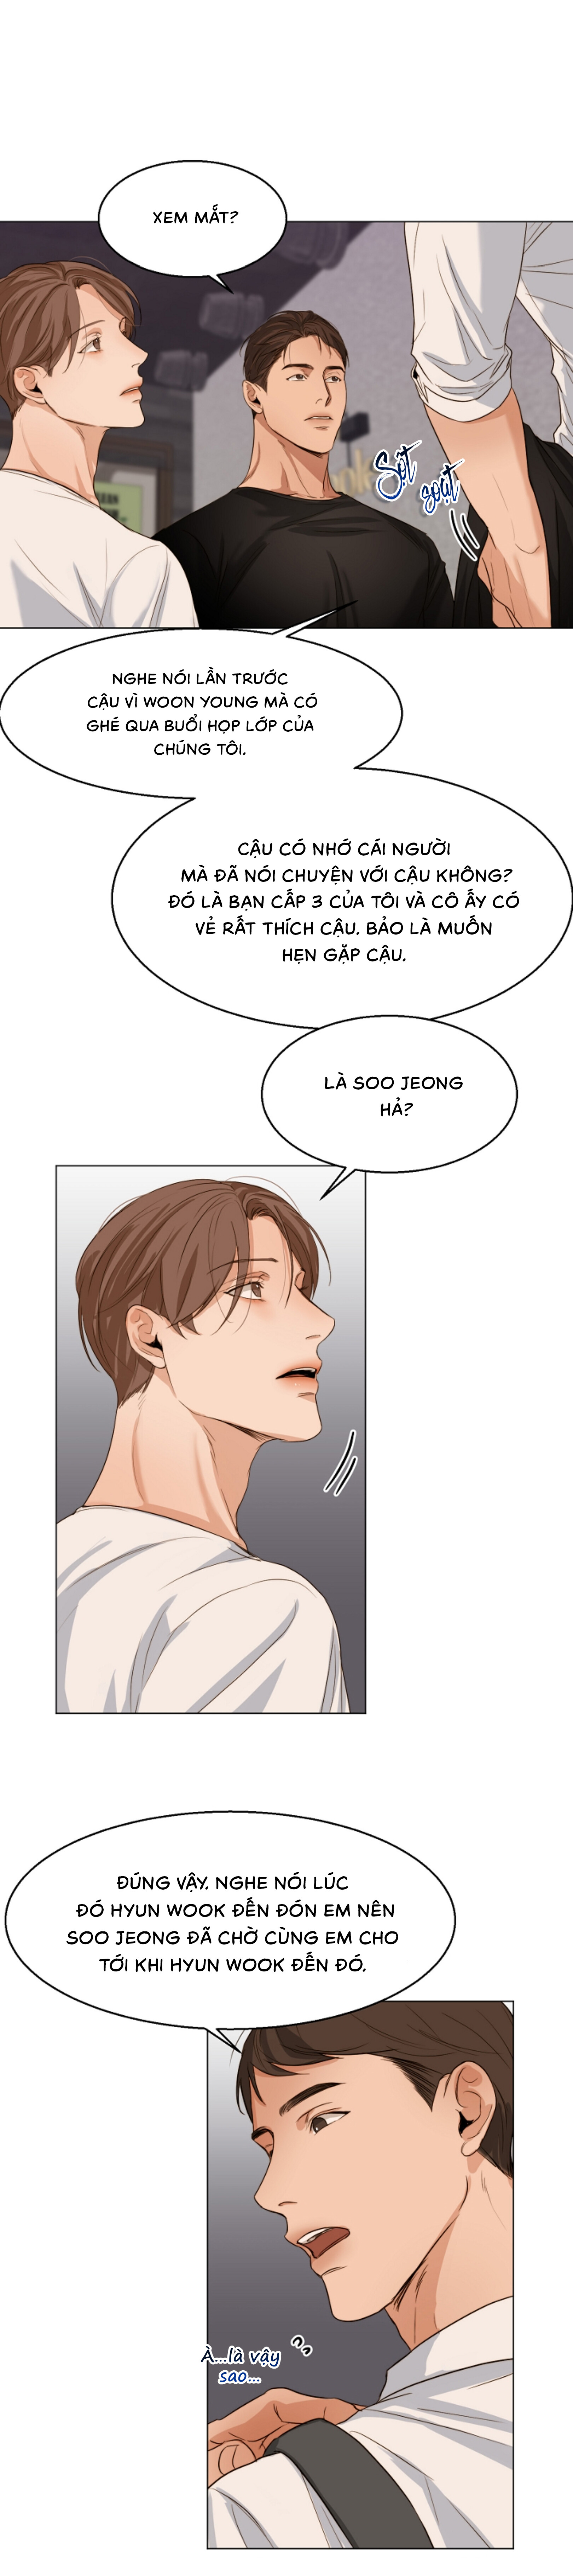 XEM MẮT?
Sột
soạt
NGHE NÓI LẦN TRƯỚC
CẬU VÌ WOON YOUNG MÀ CÓ
GHÉ QUA BUỔI HỌP LỚP CỦA
CHÚNG TÔI.
CẬU CÓ NHỚ CÁI NGƯỜI
MÀ ĐÃ NÓI CHUYỆN VỚI CẬU KHÔNG?
ĐÓ LÀ BẠN CẤP 3 CỦA TÔI VÀ CÔ ẤY CÓ
VẺ RẤT THÍCH CẬU. BẢO LÀ MUỐN
HẸN GẶP CẬU.
LÀ SOO JEONG
HẢ?
ĐÚNG VẬY. NGHE NÓI LÚC
ĐÓ HYUN WOOK ĐẾN ĐÓN EM NÊN
SOO JEONG ĐÃ CHỜ CÙNG EM CHO
TỚI KHI HYUN WOOK ĐẾN ĐÓ.
À...là vậy
sao...